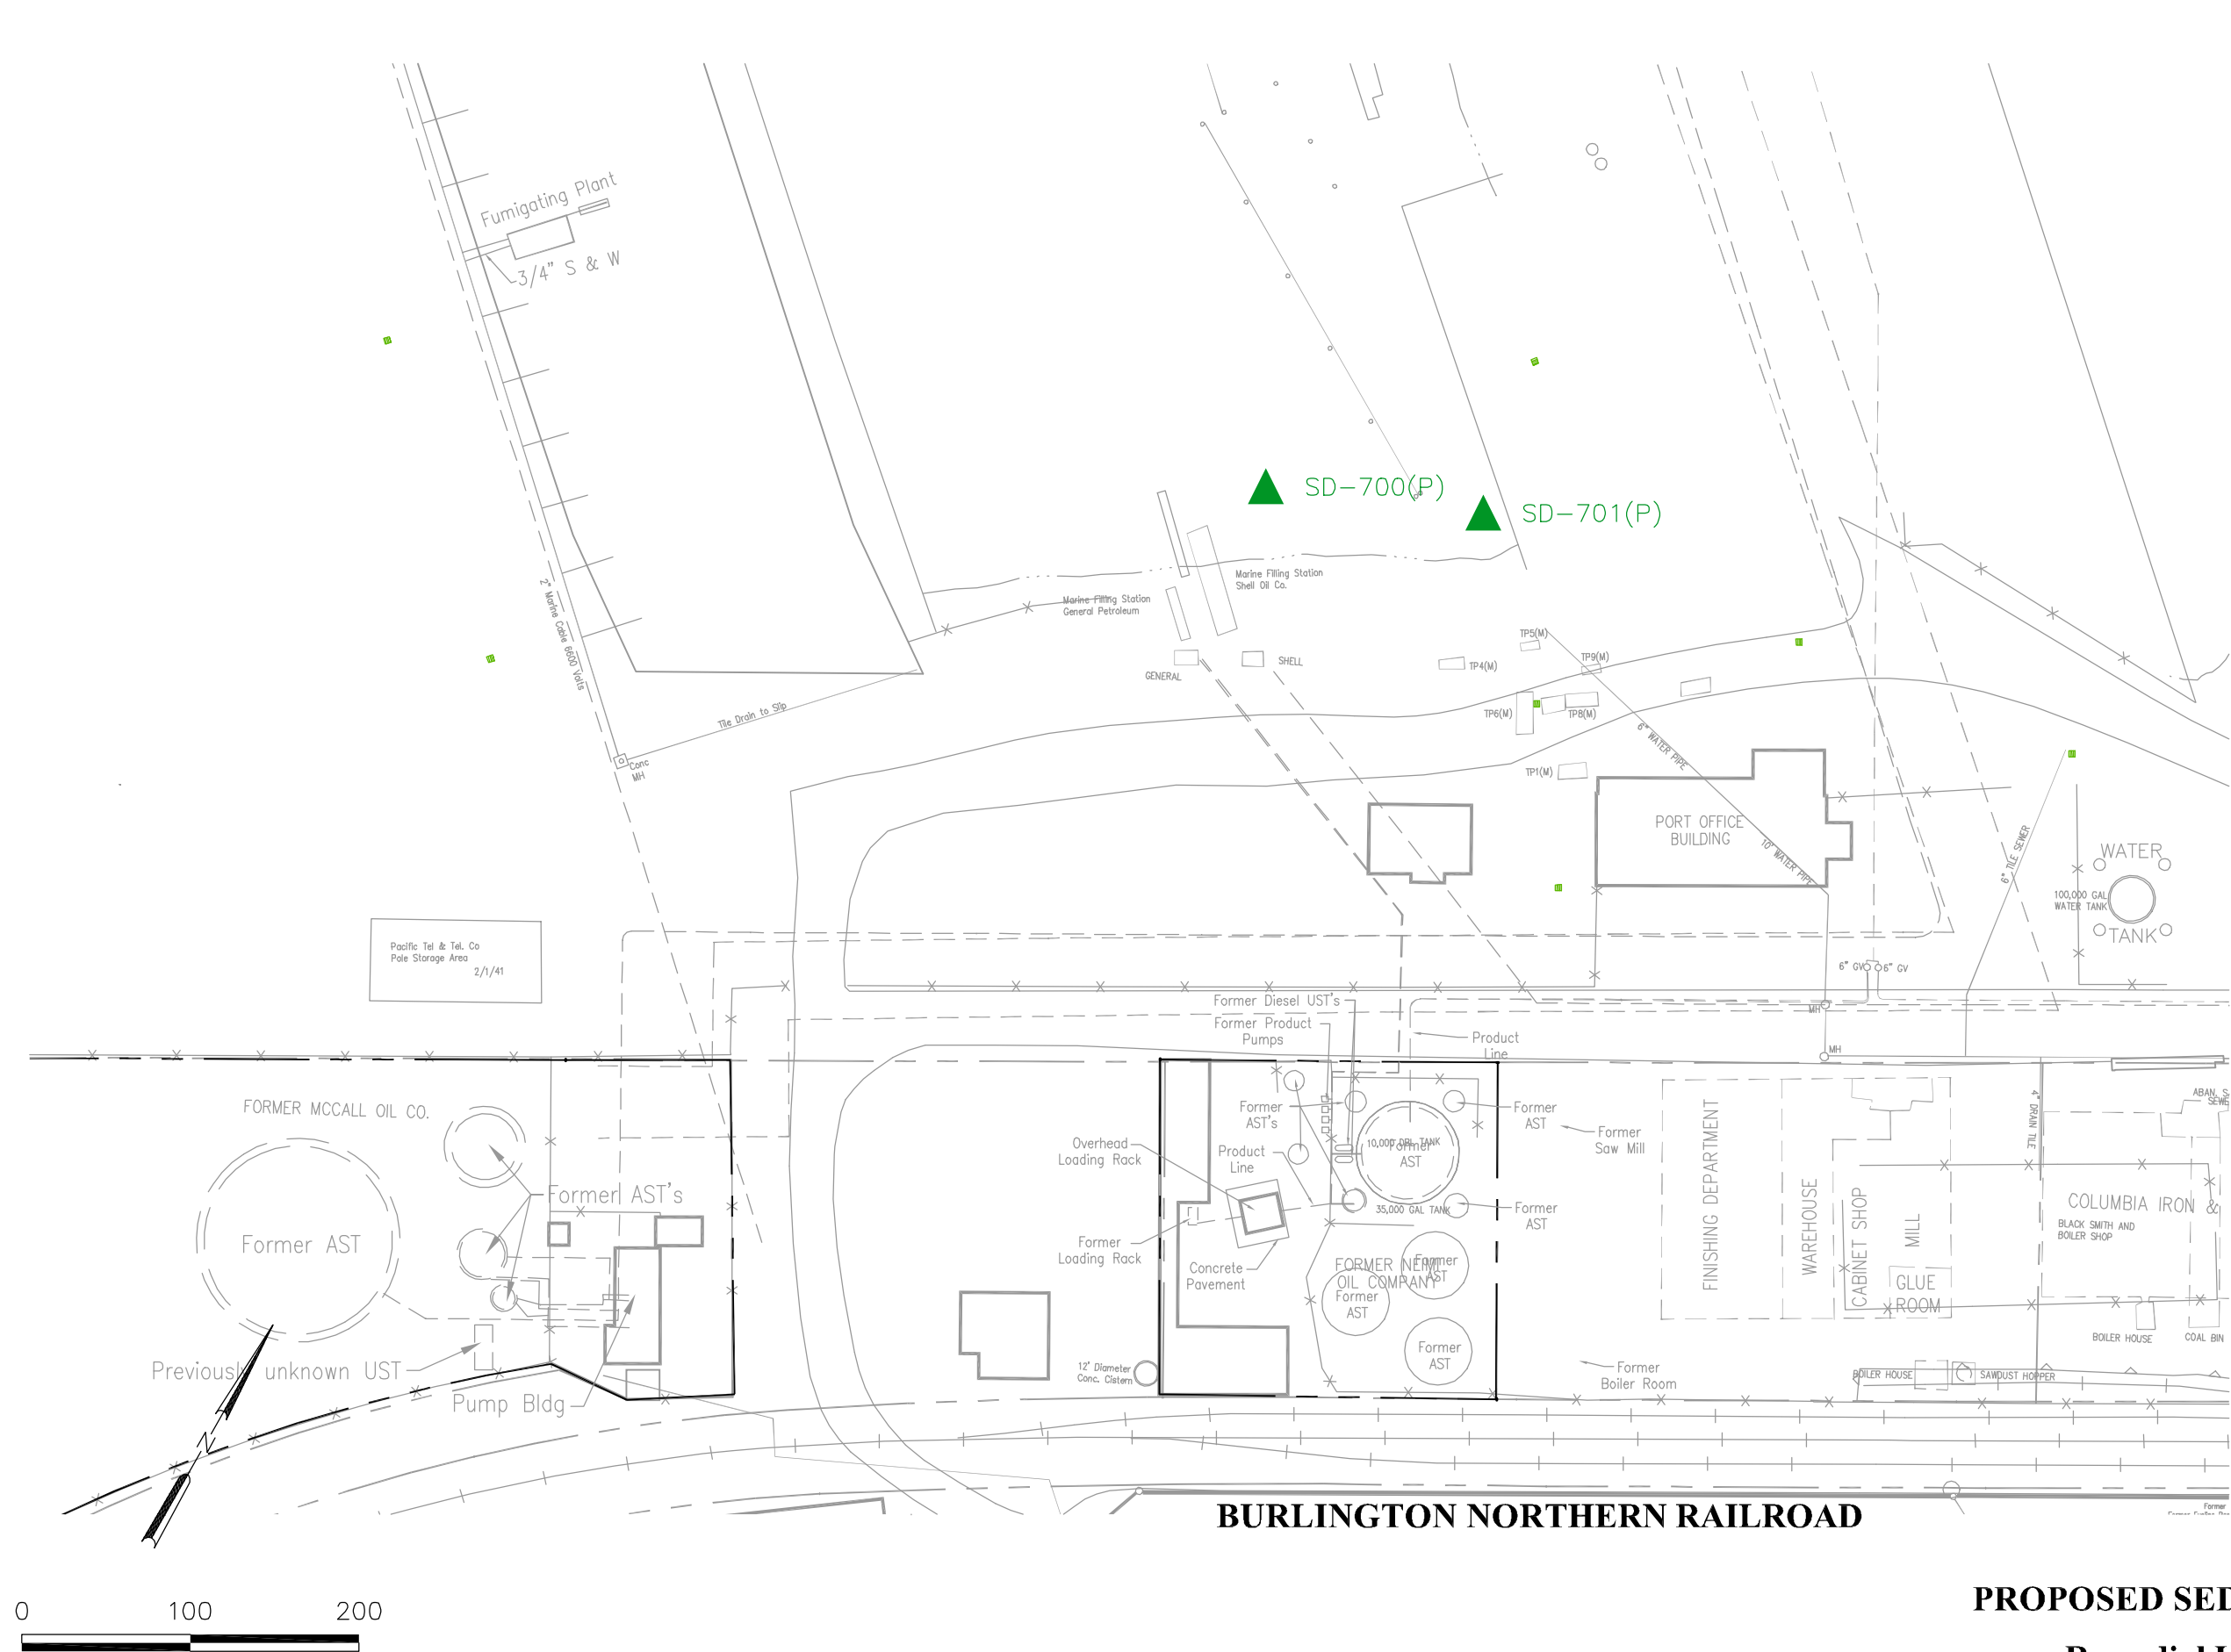 Fumigating Plant
3/4" S & W
SD-700(P)
SD-701(P)
Marine Filling Station
Shell Oil Co.
Marine Filling Station
General Petroleum
2" Marine Cable 6600 Volts
GENERAL
SHELL
TP5(M)
TP4(M)
TP9(M)
TP6(M)
TP8(M)
TP1(M)
Tile Drain to Slip
Conc
MH
6" WATER PIPE
10" WATER PIPE
PORT OFFICE
BUILDING
6" TILE SEWER
WATER
100,000 GAL
WATER TANK
TANK
Pacific Tel & Tel. Co
Pole Storage Area
2/1/41
6" GV
6" GV
MH
MH
Former Diesel UST's
Former Product
Pumps
Product
Line
FORMER MCCALL OIL CO.
Former AST's
Former AST
Previously unknown UST
Pump Bldg
Former
AST's
Overhead
Loading Rack
Product
Line
Former
Loading Rack
Concrete
Pavement
12' Diameter
Conc. Cistern
10,000 BBL TANK
Former
AST
35,000 GAL TANK
Former
AST
Former
AST
FORMER NEIMI
OIL COMPANY
Former
AST
Former
AST
Former
AST
Former
Saw Mill
Former
Boiler Room
FINISHING DEPARTMENT
WAREHOUSE
CABINET SHOP
MILL
GLUE
ROOM
4" DRAIN TILE
ABAN. S
SEWE
COLUMBIA IRON &
BLACK SMITH AND
BOILER SHOP
BOILER HOUSE
COAL BIN
BOILER HOUSE
SAWDUST HOPPER
Former
BURLINGTON NORTHERN RAILROAD
N
0 100 200
PROPOSED SED